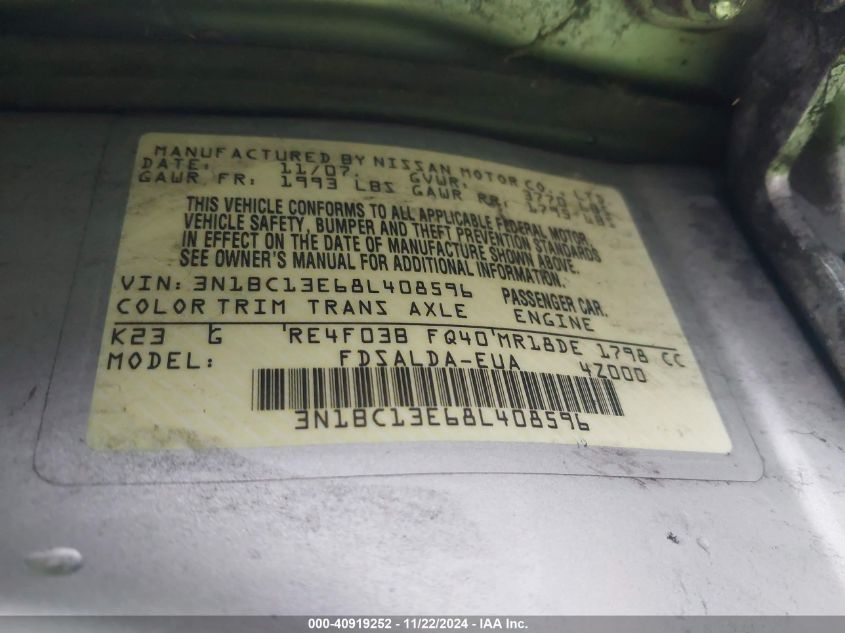 MANUFACTURED BY NISSAN MOTOR CO., LTD.
DATE: 11/07. GVWR: 3770 LBS
GAWR FR: 1993 LBS GAWR RR: 1795 LBS
THIS VEHICLE CONFORMS TO ALL APPLICABLE FEDERAL MOTOR
VEHICLE SAFETY, BUMPER AND THEFT PREVENTION STANDARDS
IN EFFECT ON THE DATE OF MANUFACTURE SHOWN ABOVE.
SEE OWNER'S MANUAL FOR ADDITIONAL INFORMATION.
VIN: 3N1BC13E68L408596 PASSENGER CAR.
COLOR TRIM TRANS AXLE ENGINE
K23 G RE4F03B FQ40 MR18DE 1798 CC
MODEL: FDSALDA-EUA 4Z000
3N1BC13E68L408596
000-40919252 - 11/22/2024 - IAA Inc.